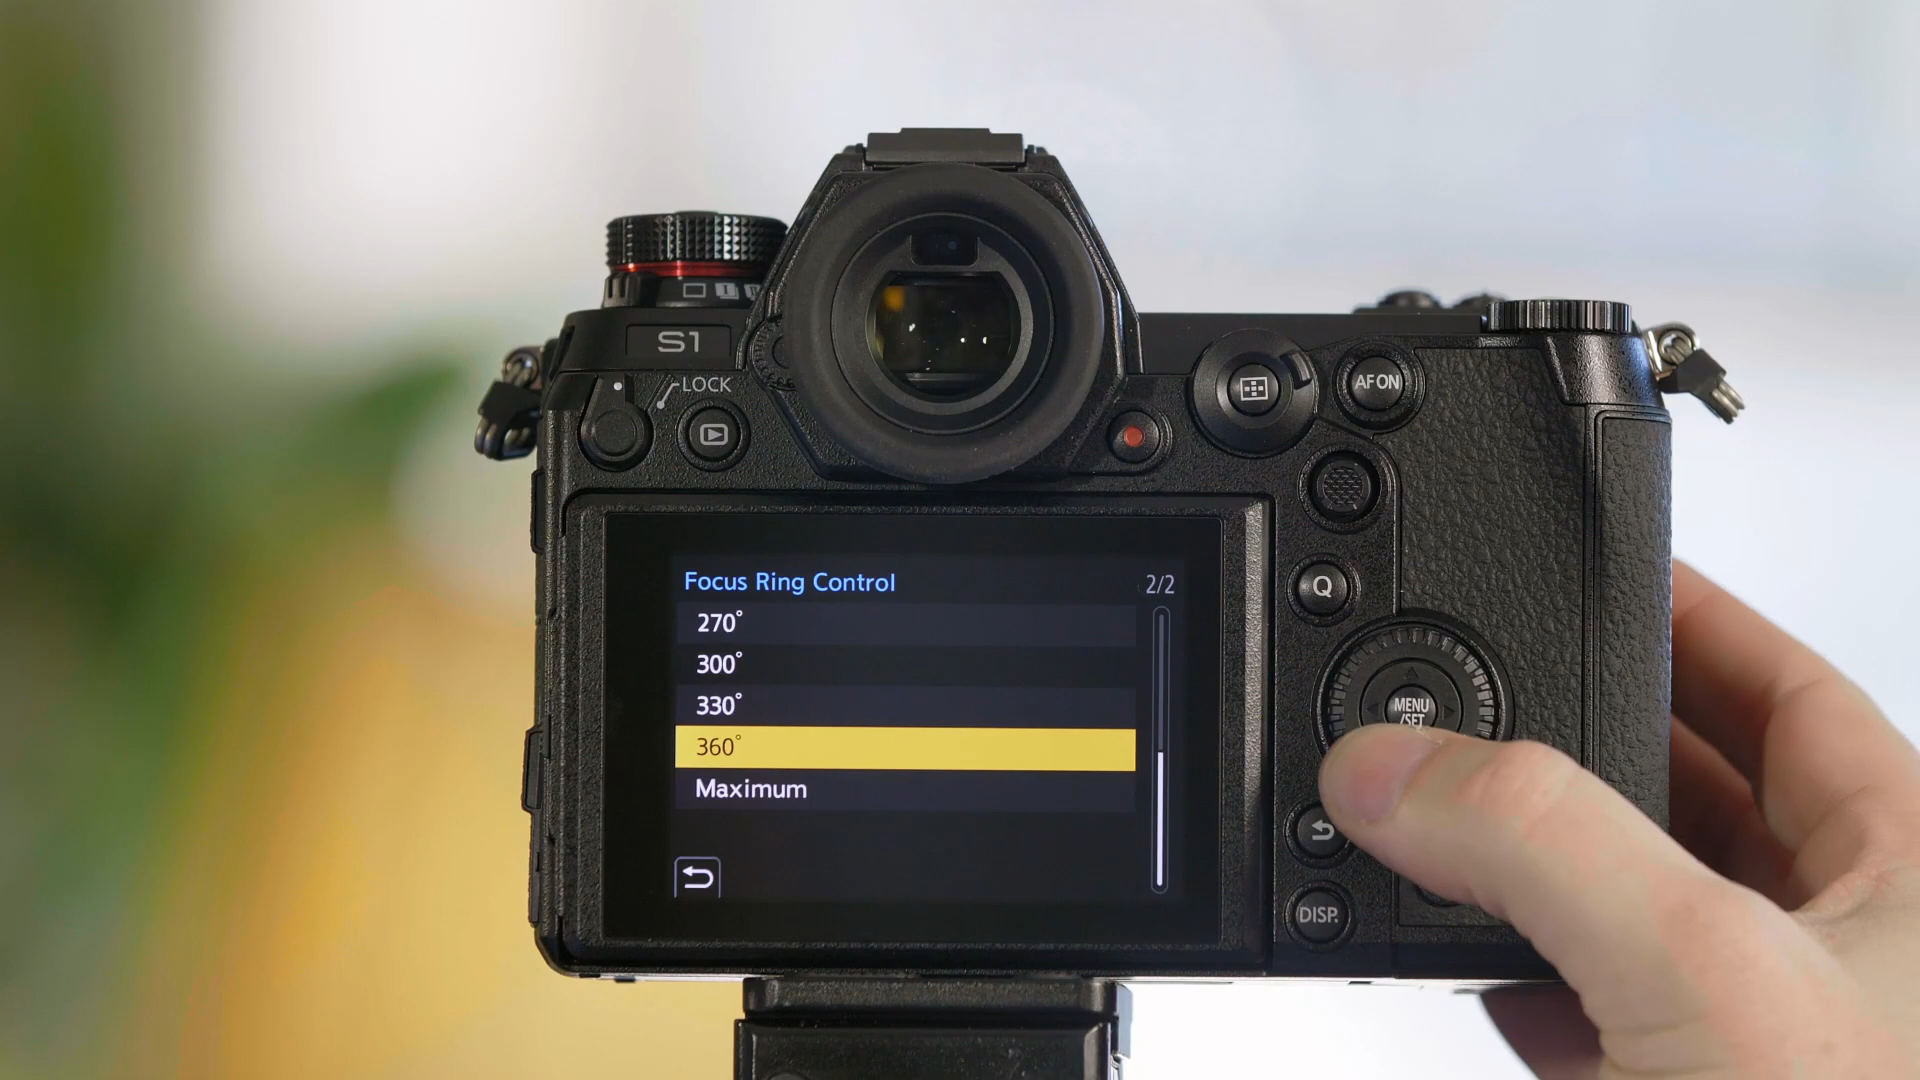 S1
LOCK
AF ON
Focus Ring Control
2/2
270°
300°
330°
360°
Maximum
Q
MENU
/SET
DISP.